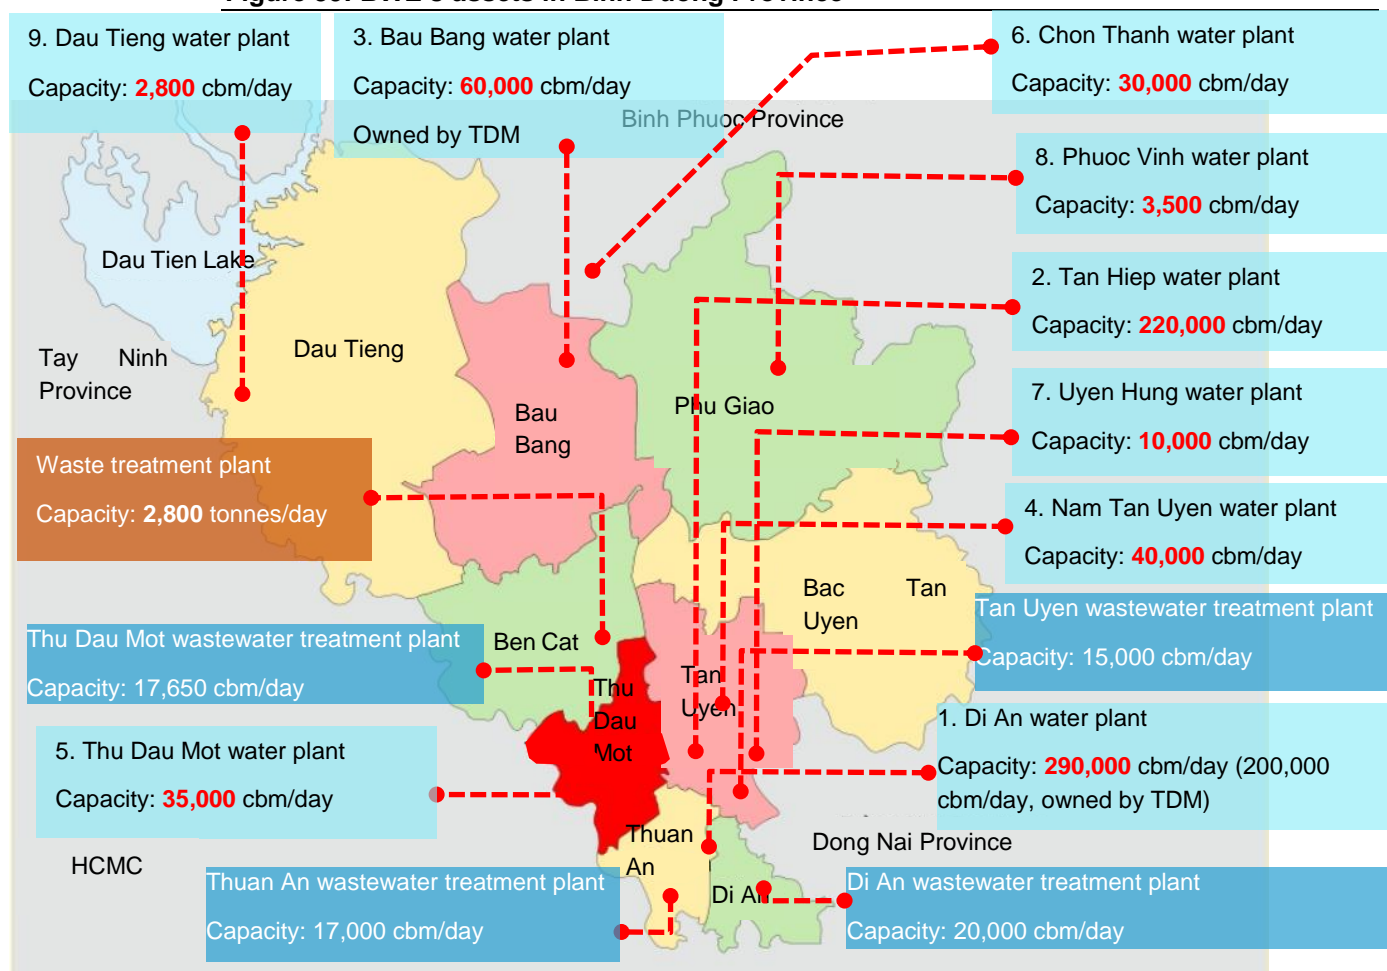 Figure 35: BWE's assets in Binh Duong Province
9. Dau Tieng water plant
Capacity: 2,800 cbm/day
3. Bau Bang water plant
Capacity: 60,000 cbm/day
Owned by TDM
6. Chon Thanh water plant
Capacity: 30,000 cbm/day
Binh Phuoc Province
8. Phuoc Vinh water plant
Capacity: 3,500 cbm/day
Dau Tien Lake
2. Tan Hiep water plant
Capacity: 220,000 cbm/day
Tay Ninh
Province
Dau Tieng
Bau
Bang
Phu Giao
7. Uyen Hung water plant
Capacity: 10,000 cbm/day
Waste treatment plant
Capacity: 2,800 tonnes/day
4. Nam Tan Uyen water plant
Capacity: 40,000 cbm/day
Bac Tan
Uyen
Tan Uyen wastewater treatment plant
Capacity: 15,000 cbm/day
Thu Dau Mot wastewater treatment plant
Capacity: 17,650 cbm/day
Ben Cat
Thu
Dau
Mot
Tan
Uyen
1. Di An water plant
Capacity: 290,000 cbm/day (200,000
cbm/day, owned by TDM)
5. Thu Dau Mot water plant
Capacity: 35,000 cbm/day
Thuan
An
Dong Nai Province
HCMC
Di An
Thuan An wastewater treatment plant
Capacity: 17,000 cbm/day
Di An wastewater treatment plant
Capacity: 20,000 cbm/day